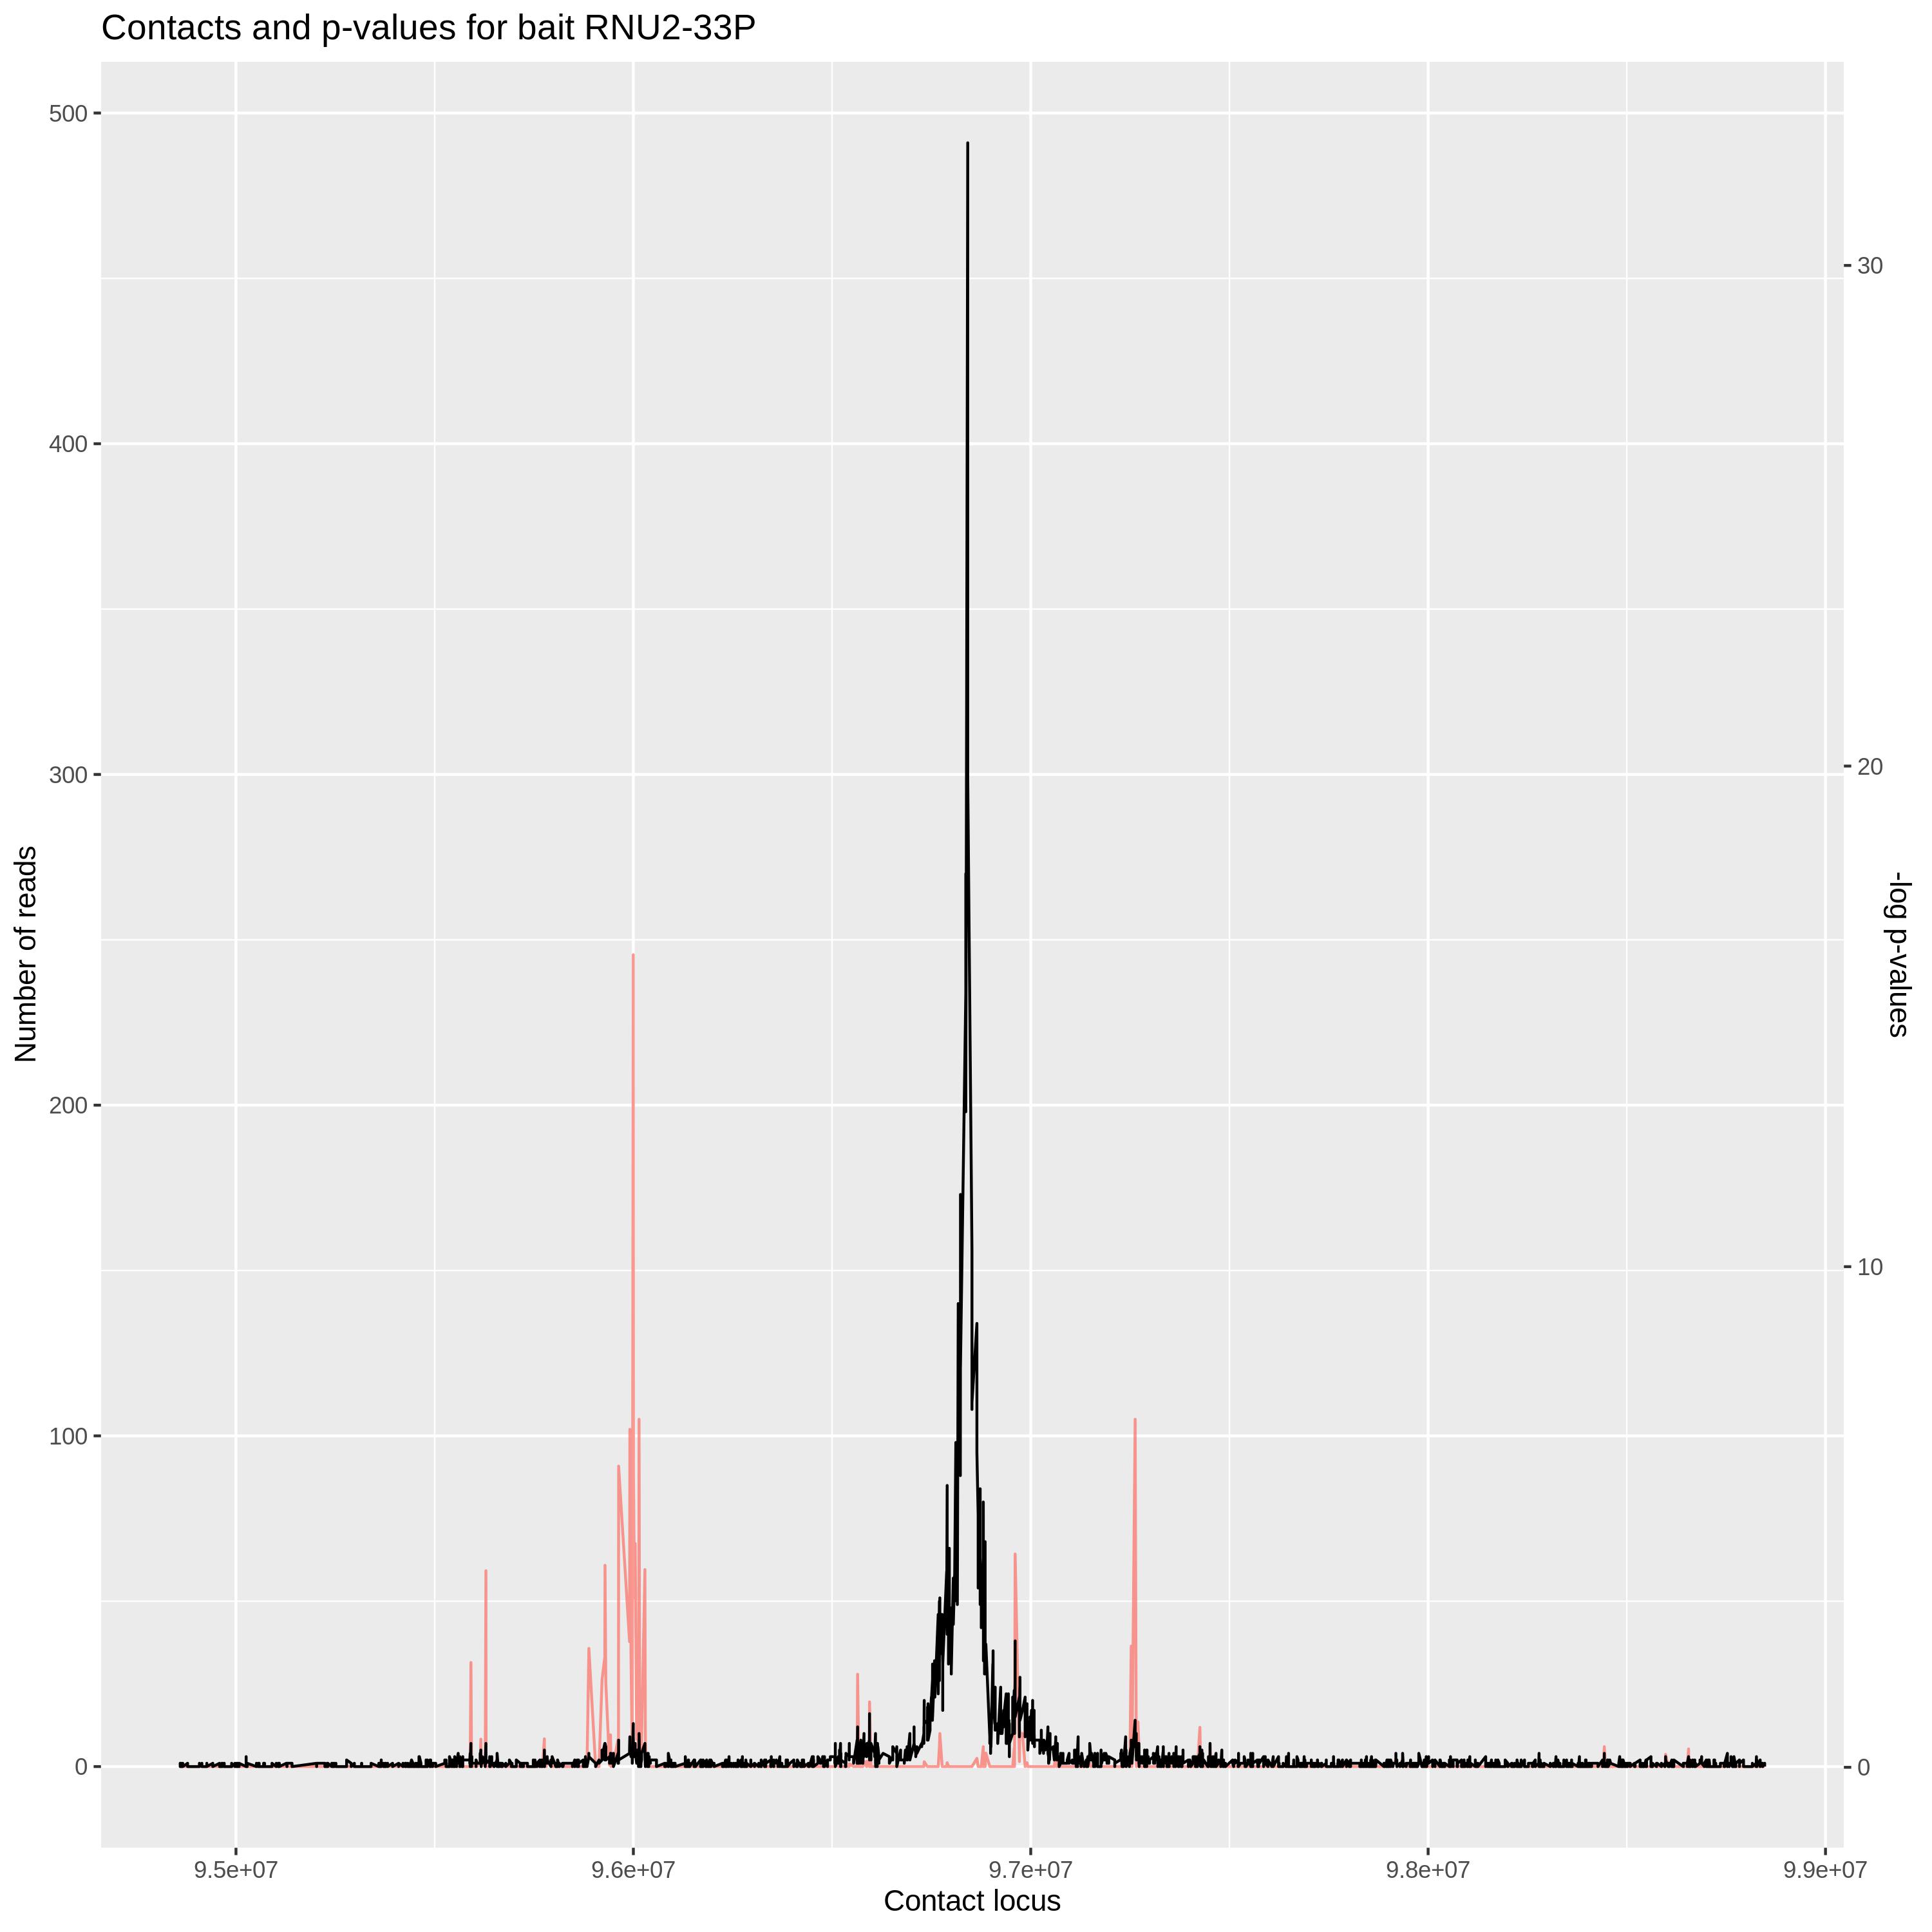 Contacts and p-values for bait RNU2-33P
500
400
300
200
100
0
Number of reads
30
20
10
0
-log p-values
9.5e+07
9.6e+07
9.7e+07
9.8e+07
9.9e+07
Contact locus